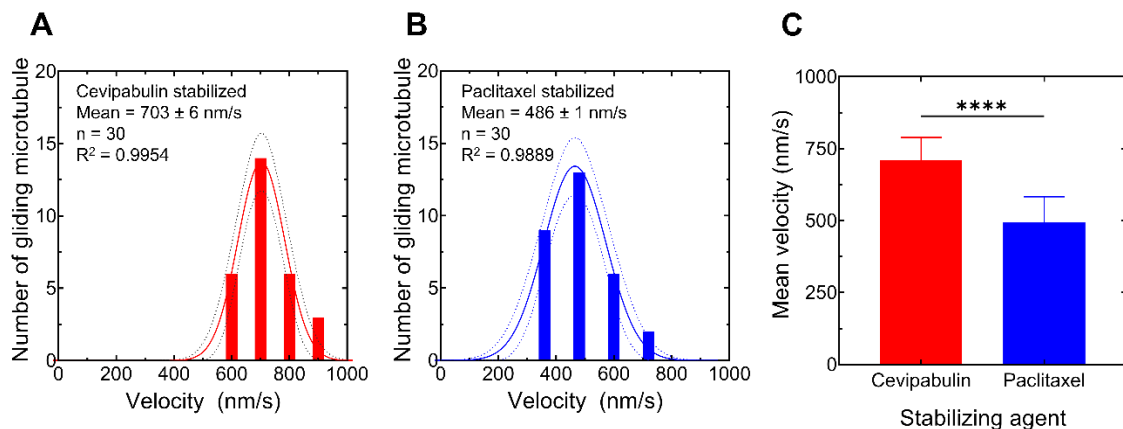 A
Number of gliding microtubule
20
15
10
5
0
Cevipabulin stabilized
Mean = 703 ± 6 nm/s
n = 30
R² = 0.9954
0 200 400 600 800 1000
Velocity (nm/s)
B
Number of gliding microtubule
20
15
10
5
0
Paclitaxel stabilized
Mean = 486 ± 1 nm/s
n = 30
R² = 0.9889
0 200 400 600 800 1000
Velocity (nm/s)
C
Mean velocity (nm/s)
1000
750
500
250
0
****
Cevipabulin Paclitaxel
Stabilizing agent